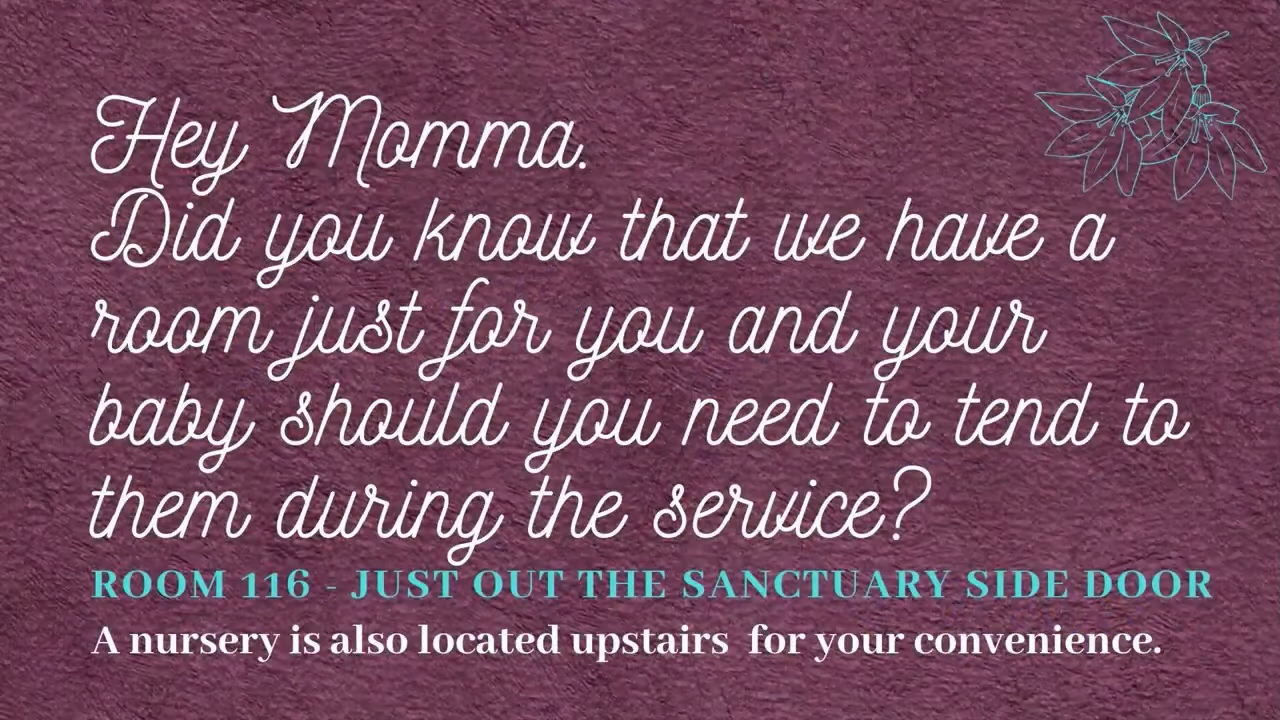 Hey Momma.
Did you know that we have a
room just for you and your
baby should you need to tend to
them during the service?
ROOM 116 - JUST OUT THE SANCTUARY SIDE DOOR
A nursery is also located upstairs for your convenience.